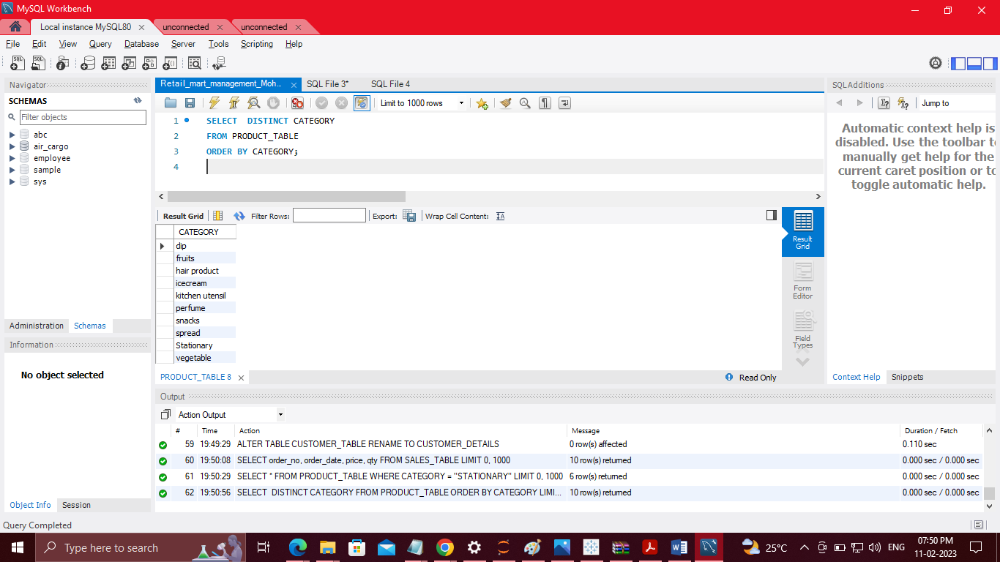 MySQL Workbench
Local instance MySQL80
unconnected
unconnected
File Edit View Query Database Server Tools Scripting Help
Navigator
SCHEMAS
Filter objects
abc
air_cargo
employee
sample
sys
Administration Schemas
Information
No object selected
Object Info Session
Retail_mart_management_Moh... SQL File 3* SQL File 4
Limit to 1000 rows
1 SELECT  DISTINCT CATEGORY
2 FROM PRODUCT_TABLE
3 ORDER BY CATEGORY;
4
Result Grid Filter Rows: Export: Wrap Cell Content:
CATEGORY
dip
fruits
hair product
icecream
kitchen utensil
perfume
snacks
spread
Stationary
vegetable
Result
Grid
Form
Editor
Field
Types
PRODUCT_TABLE 8 Read Only
SQLAdditions
Jump to
Automatic context help is
disabled. Use the toolbar to
manually get help for the
current caret position or to
toggle automatic help.
Context Help Snippets
Output
Action Output
# Time Action Message Duration / Fetch
59 19:49:29 ALTER TABLE CUSTOMER_TABLE RENAME TO CUSTOMER_DETAILS 0 row(s) affected 0.110 sec
60 19:50:08 SELECT order_no, order_date, price, qty FROM SALES_TABLE LIMIT 0, 1000 10 row(s) returned 0.000 sec / 0.000 sec
61 19:50:29 SELECT * FROM PRODUCT_TABLE WHERE CATEGORY = "STATIONARY" LIMIT 0, 1000 6 row(s) returned 0.000 sec / 0.000 sec
62 19:50:56 SELECT  DISTINCT CATEGORY FROM PRODUCT_TABLE ORDER BY CATEGORY LIMI... 10 row(s) returned 0.000 sec / 0.000 sec
Query Completed
Type here to search
25°C
ENG
07:50 PM
11-02-2023